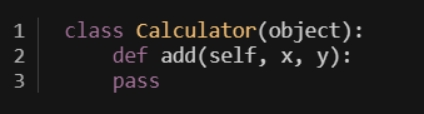 1 class Calculator(object):
2     def add(self, x, y):
3     pass